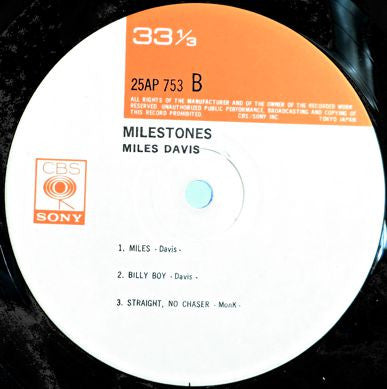 33⅓
25AP 753 B
ALL RIGHTS OF THE MANUFACTURER AND OF THE OWNER OF THE RECORDED WORK
RESERVED. UNAUTHORIZED PUBLIC PERFORMANCE, BROADCASTING AND COPYING OF
THIS RECORD PROHIBITED. CBS/SONY INC. TOKYO JAPAN
MILESTONES
MILES DAVIS
CBS
SONY
1. MILES - Davis -
2. BILLY BOY - Davis -
3. STRAIGHT, NO CHASER - MonK -